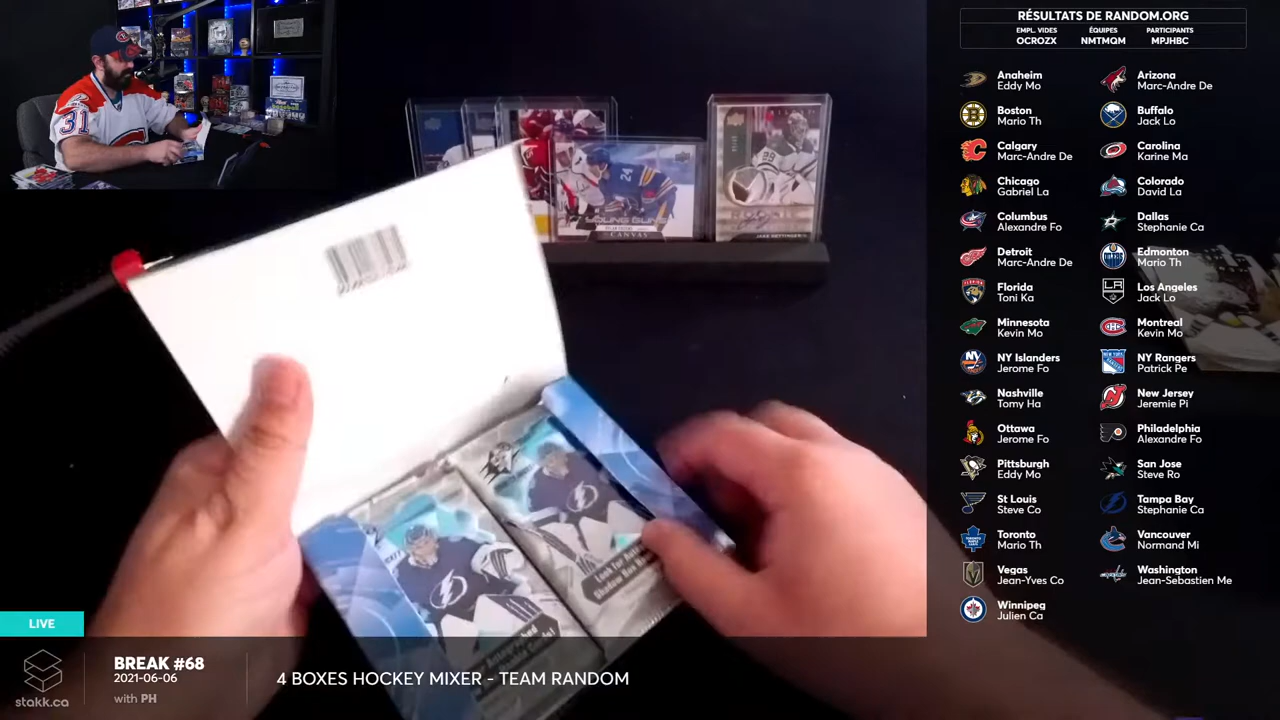 RÉSULTATS DE RANDOM.ORG
EMPL. VIDES
OCROZX
ÉQUIPES
NMTMQM
PARTICIPANTS
MPJHBC
Anaheim
Eddy Mo
Arizona
Marc-Andre De
Boston
Mario Th
Buffalo
Jack Lo
Calgary
Marc-Andre De
Carolina
Karine Ma
Chicago
Gabriel La
Colorado
David La
Columbus
Alexandre Fo
Dallas
Stephanie Ca
Detroit
Marc-Andre De
Edmonton
Mario Th
Florida
Toni Ka
Los Angeles
Jack Lo
Minnesota
Kevin Mo
Montreal
Kevin Mo
NY Islanders
Jerome Fo
NY Rangers
Patrick Pe
Nashville
Tomy Ha
New Jersey
Jeremie Pi
Ottawa
Jerome Fo
Philadelphia
Alexandre Fo
Pittsburgh
Eddy Mo
San Jose
Steve Ro
St Louis
Steve Co
Tampa Bay
Stephanie Ca
Toronto
Mario Th
Vancouver
Normand Mi
Vegas
Jean-Yves Co
Washington
Jean-Sebastien Me
Winnipeg
Julien Ca
31
24
YOUNG GUNS
CANVAS
LIVE
stakk.ca
BREAK #68
2021-06-06
with PH
4 BOXES HOCKEY MIXER - TEAM RANDOM